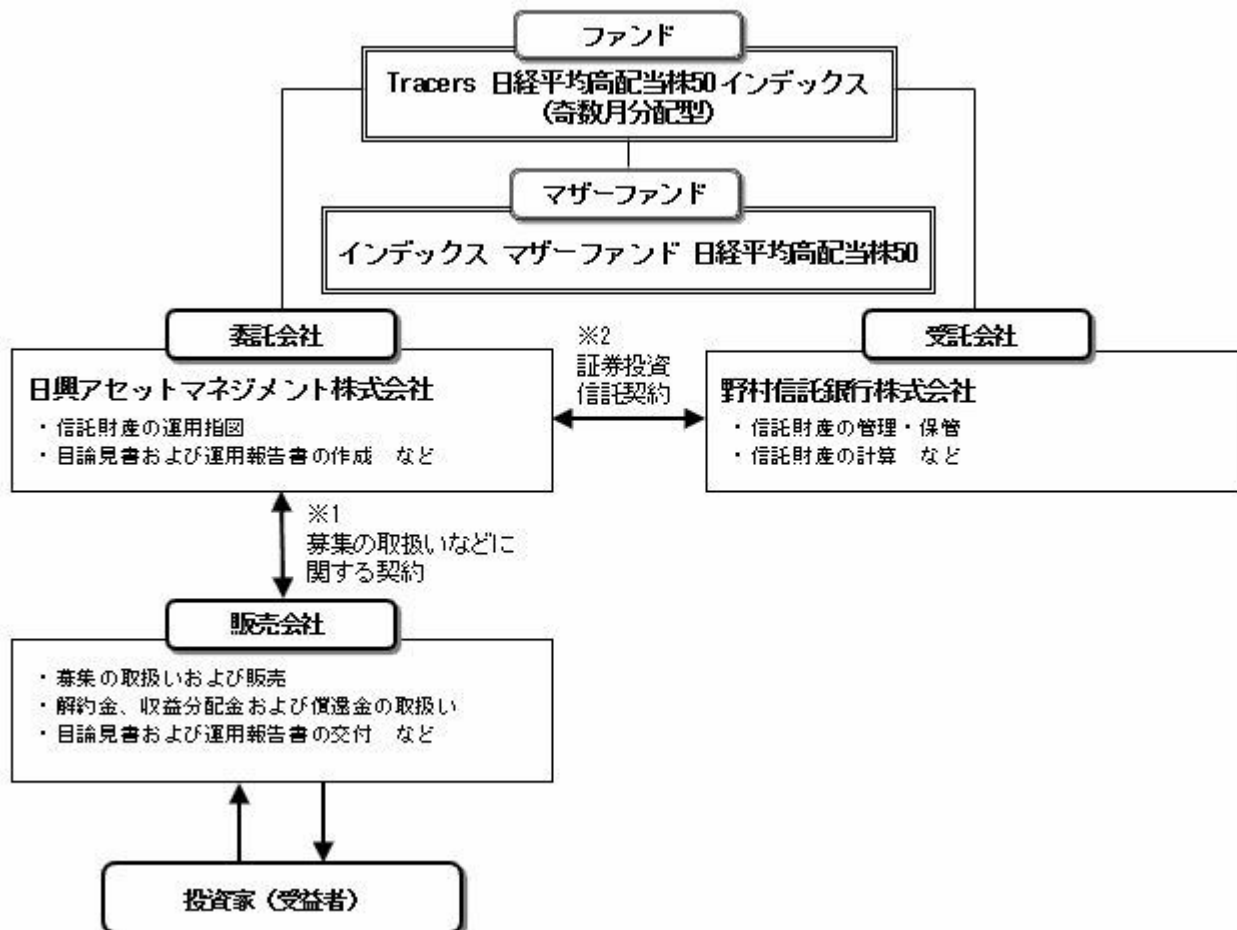 ファンド
Tracers 日経平均高配当株50インデックス
(奇数月分配型)
マザーファンド
インデックス マザーファンド 日経平均高配当株50
委託会社
日興アセットマネジメント株式会社
・信託財産の運用指図
・目論見書および運用報告書の作成 など
※2
証券投資
信託契約
受託会社
野村信託銀行株式会社
・信託財産の管理・保管
・信託財産の計算 など
※1
募集の取扱いなどに
関する契約
販売会社
・募集の取扱いおよび販売
・解約金、収益分配金および償還金の取扱い
・目論見書および運用報告書の交付 など
投資家（受益者）